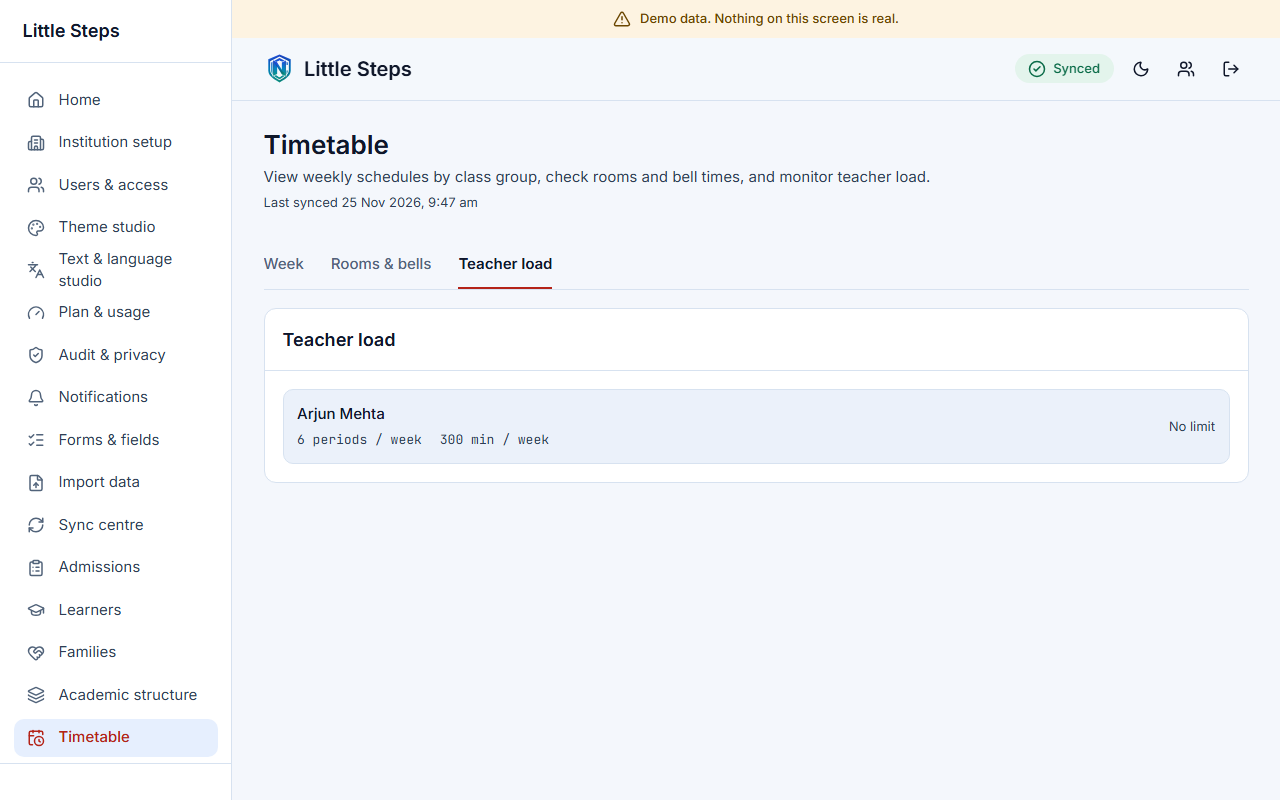 Little Steps
Home
Institution setup
Users & access
Theme studio
Text & language
studio
Plan & usage
Audit & privacy
Notifications
Forms & fields
Import data
Sync centre
Admissions
Learners
Families
Academic structure
Timetable
Demo data. Nothing on this screen is real.
Little Steps
Synced
Timetable
View weekly schedules by class group, check rooms and bell times, and monitor teacher load.
Last synced 25 Nov 2026, 9:47 am
Week
Rooms & bells
Teacher load
Teacher load
Arjun Mehta
6 periods / week 300 min / week
No limit